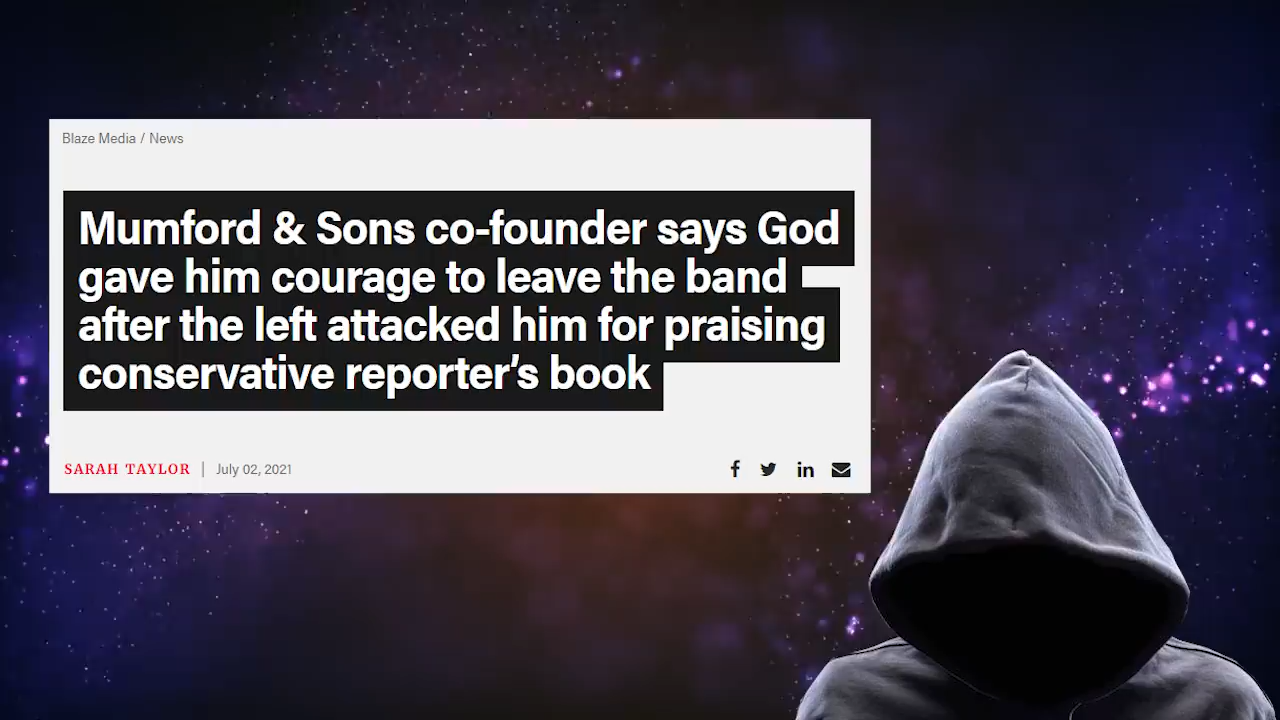 Blaze Media / News
Mumford & Sons co-founder says God
gave him courage to leave the band
after the left attacked him for praising
conservative reporter's book
SARAH TAYLOR | July 02, 2021